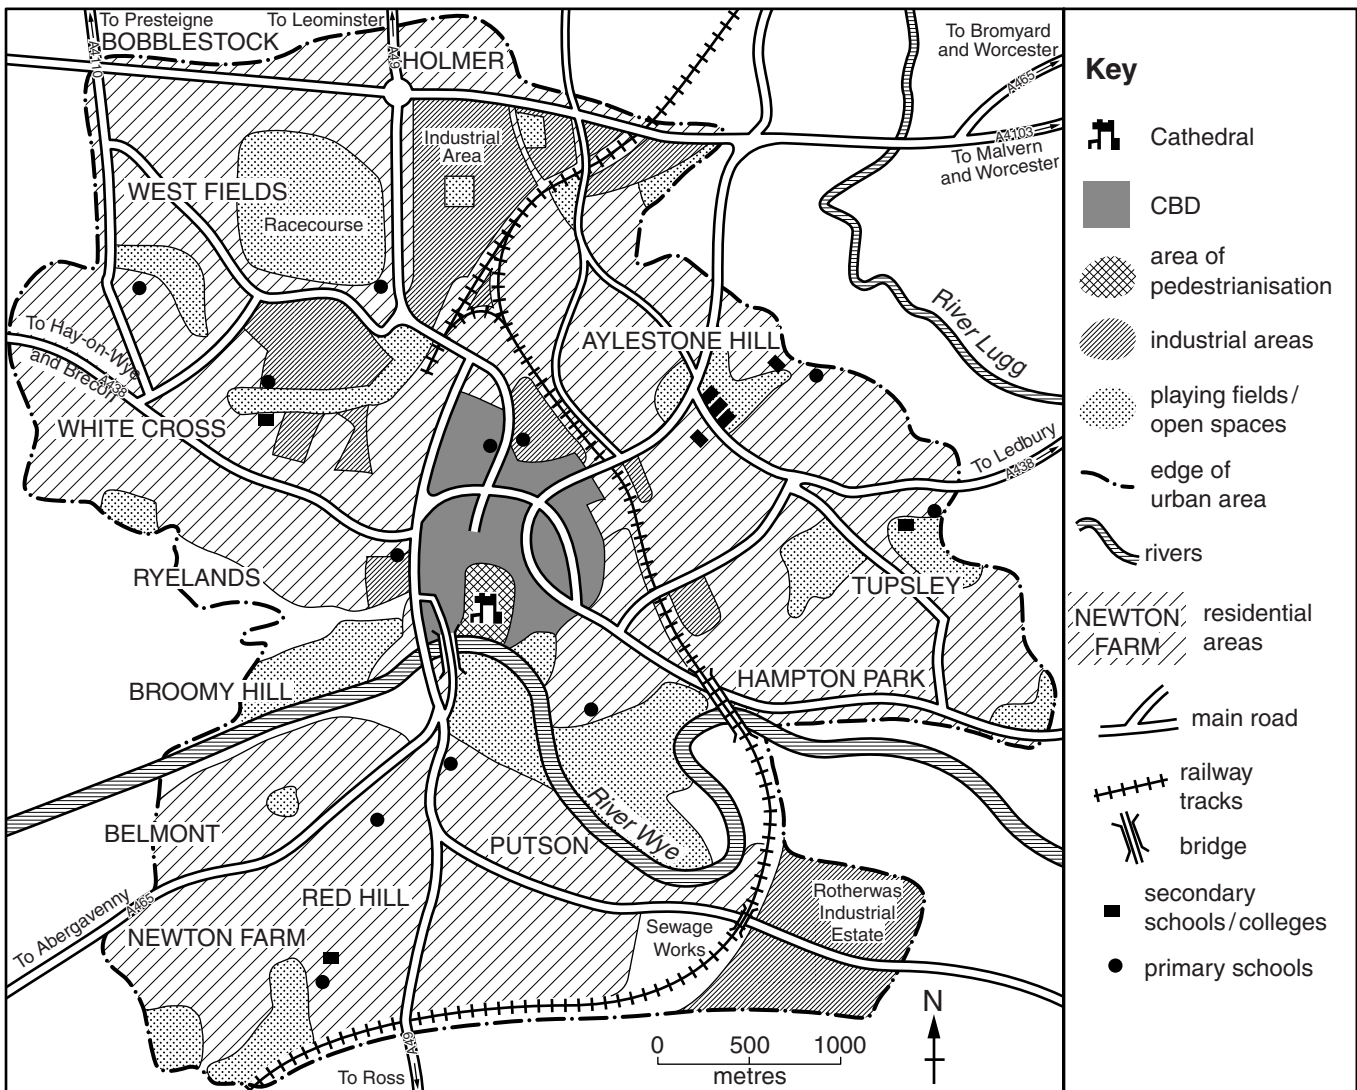 To Presteigne
BOBBLESTOCK
To Leominster
A4110
A49
HOLMER
To Bromyard
and Worcester
A465
A4103
To Malvern
and Worcester
Industrial
Area
WEST FIELDS
Racecourse
River Lugg
To Hay-on-Wye
and Brecon
A438
AYLESTONE HILL
WHITE CROSS
To Ledbury
A438
RYELANDS
TUPSLEY
BROOMY HILL
HAMPTON PARK
River Wye
BELMONT
PUTSON
RED HILL
Rotherwas
Industrial
Estate
To Abergavenny
A465
NEWTON FARM
Sewage
Works
A49
To Ross
N
0 500 1000
metres
Key
Cathedral
CBD
area of
pedestrianisation
industrial areas
playing fields/
open spaces
edge of
urban area
rivers
NEWTON
FARM
residential
areas
main road
railway
tracks
bridge
secondary
schools/colleges
primary schools